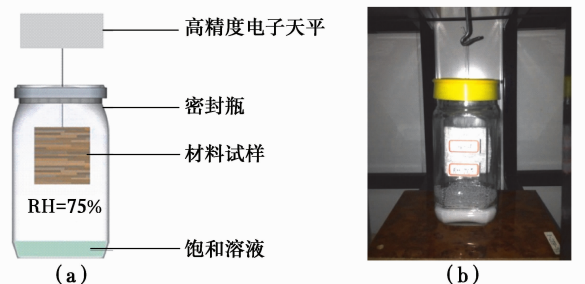 高精度电子天平
密封瓶
材料试样
RH=75%
饱和溶液
(a)
(b)